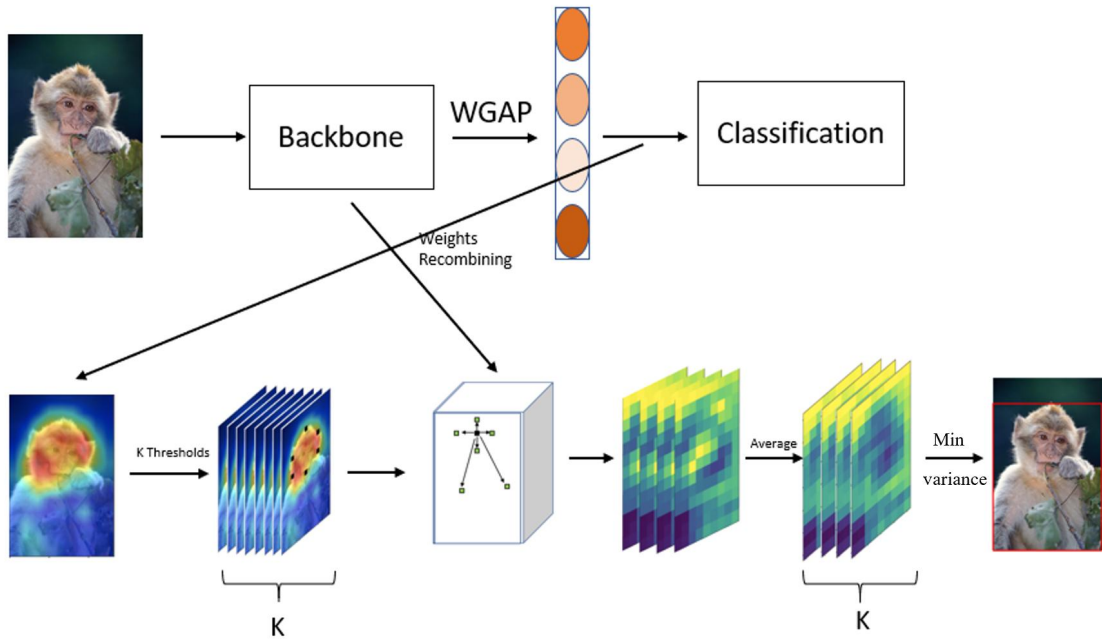 Backbone
WGAP
Classification
Weights
Recombining
K Thresholds
Average
Min
variance
K
K